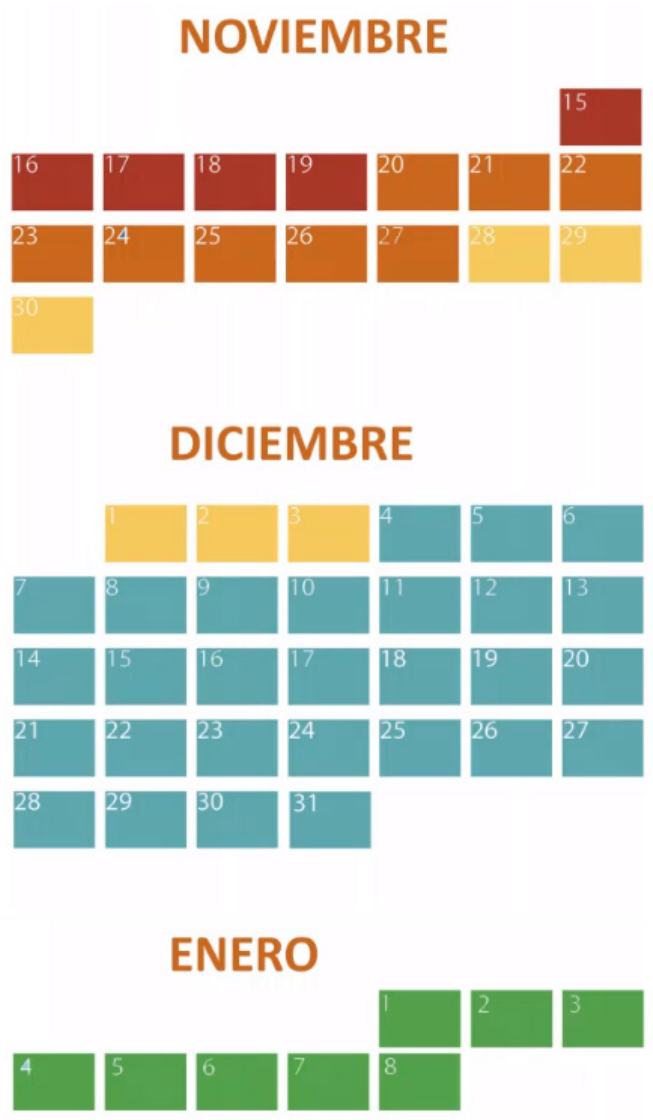 NOVIEMBRE
15
16 17 18 19 20 21 22
23 24 25 26 27 28 29
30
DICIEMBRE
1 2 3 4 5 6
7 8 9 10 11 12 13
14 15 16 17 18 19 20
21 22 23 24 25 26 27
28 29 30 31
ENERO
1 2 3
4 5 6 7 8